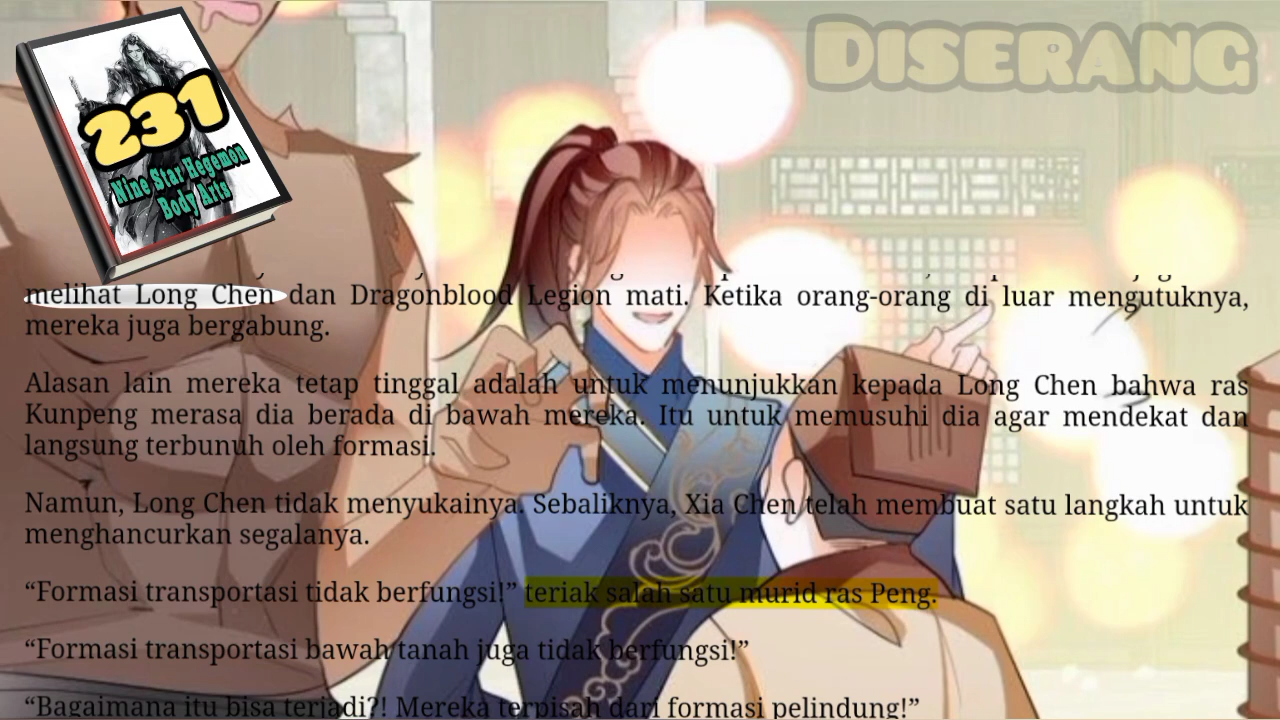 DISERANG
231
Nine Star Hegemon
Body Arts
melihat Long Chen dan Dragonblood Legion mati. Ketika orang-orang di luar mengutuknya,
mereka juga bergabung.
Alasan lain mereka tetap tinggal adalah untuk menunjukkan kepada Long Chen bahwa ras
Kunpeng merasa dia berada di bawah mereka. Itu untuk memusuhi dia agar mendekat dan
langsung terbunuh oleh formasi.
Namun, Long Chen tidak menyukainya. Sebaliknya, Xia Chen telah membuat satu langkah untuk
menghancurkan segalanya.
“Formasi transportasi tidak berfungsi!” teriak salah satu murid ras Peng.
“Formasi transportasi bawah tanah juga tidak berfungsi!”
“Bagaimana itu bisa terjadi?! Mereka terpisah dari formasi pelindung!”